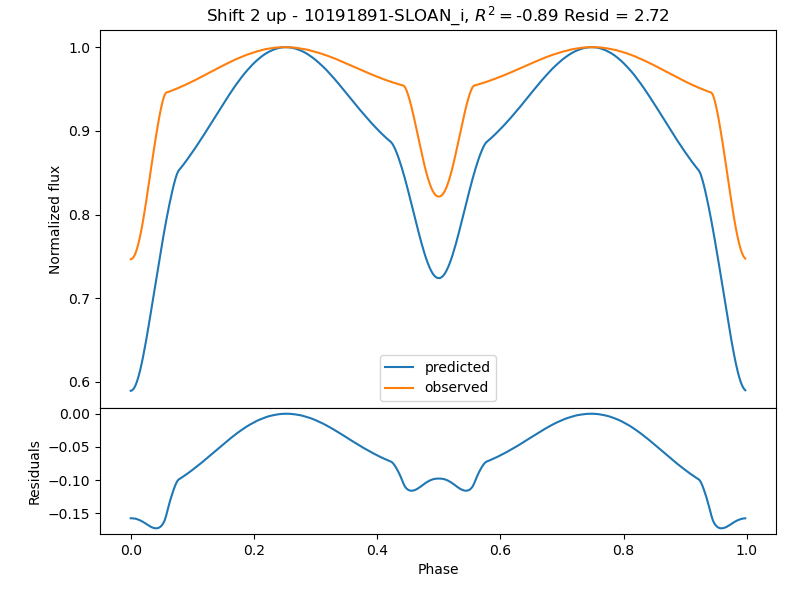 Shift 2 up - 10191891-SLOAN_i, R² = -0.89 Resid = 2.72
1.0
0.9
0.8
0.7
0.6
Normalized flux
predicted
observed
0.00
−0.05
−0.10
−0.15
Residuals
0.0 0.2 0.4 0.6 0.8 1.0
Phase